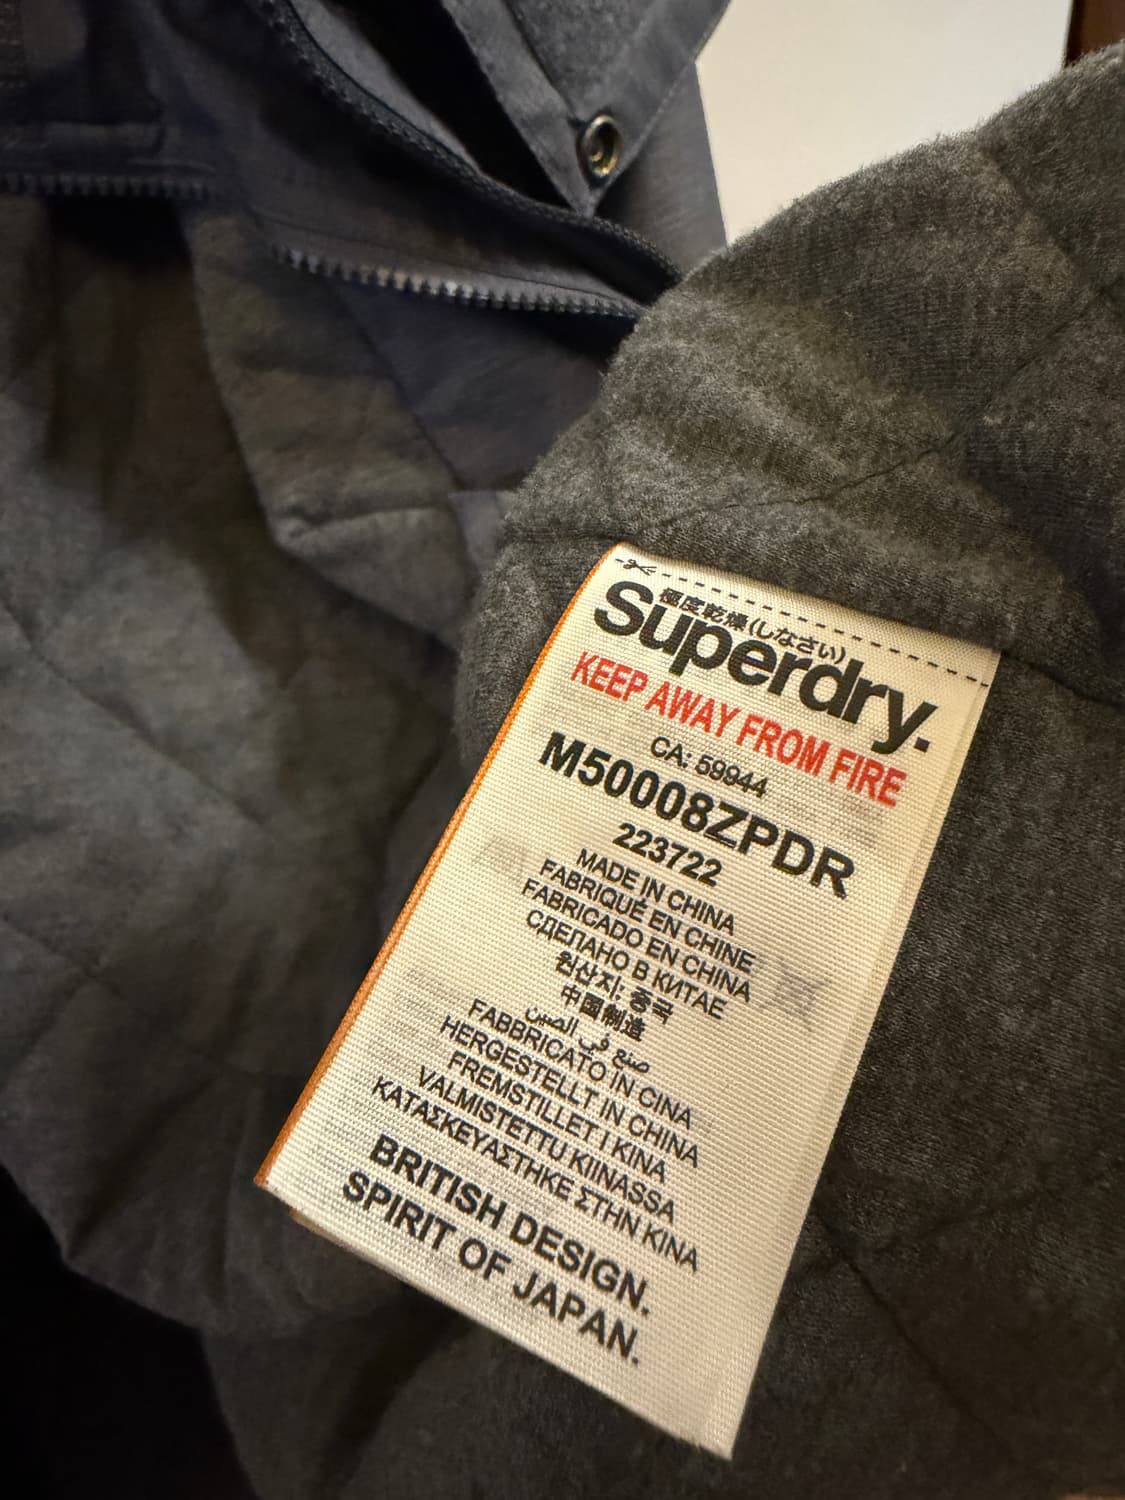 極度乾燥(しなさい)
Superdry.
KEEP AWAY FROM FIRE
CA: 59944
M50008ZPDR
223722
MADE IN CHINA
FABRIQUÉ EN CHINE
FABRICADO EN CHINA
СДЕЛАНО В КИТАЕ
원산지: 중국
中国制造
صنع في الصين
FABBRICATO IN CINA
HERGESTELLT IN CHINA
FREMSTILLET I KINA
VALMISTETTU KIINASSA
ΚΑΤΑΣΚΕΥΑΣΤΗΚΕ ΣΤΗΝ ΚΙΝΑ
BRITISH DESIGN.
SPIRIT OF JAPAN.